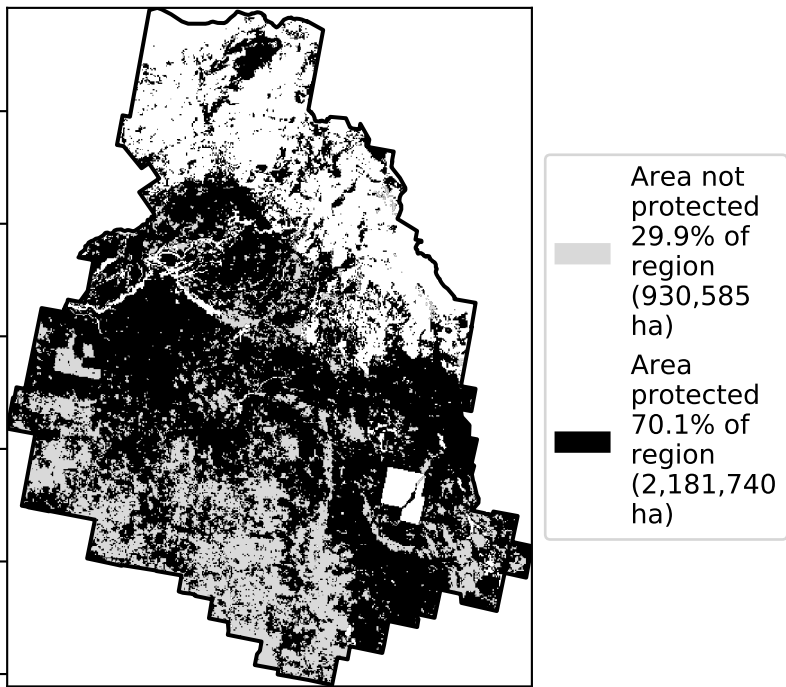 Area not
protected
29.9% of
region
(930,585
ha)
Area
protected
70.1% of
region
(2,181,740
ha)